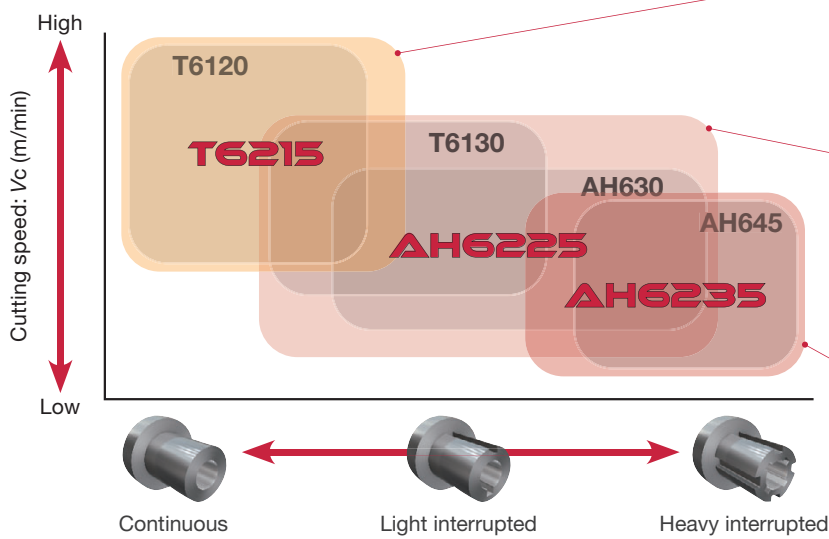 High
T6120
T6215
T6130
AH630
AH645
AH6225
AH6235
Cutting speed: Vc (m/min)
Low
Continuous
Light interrupted
Heavy interrupted